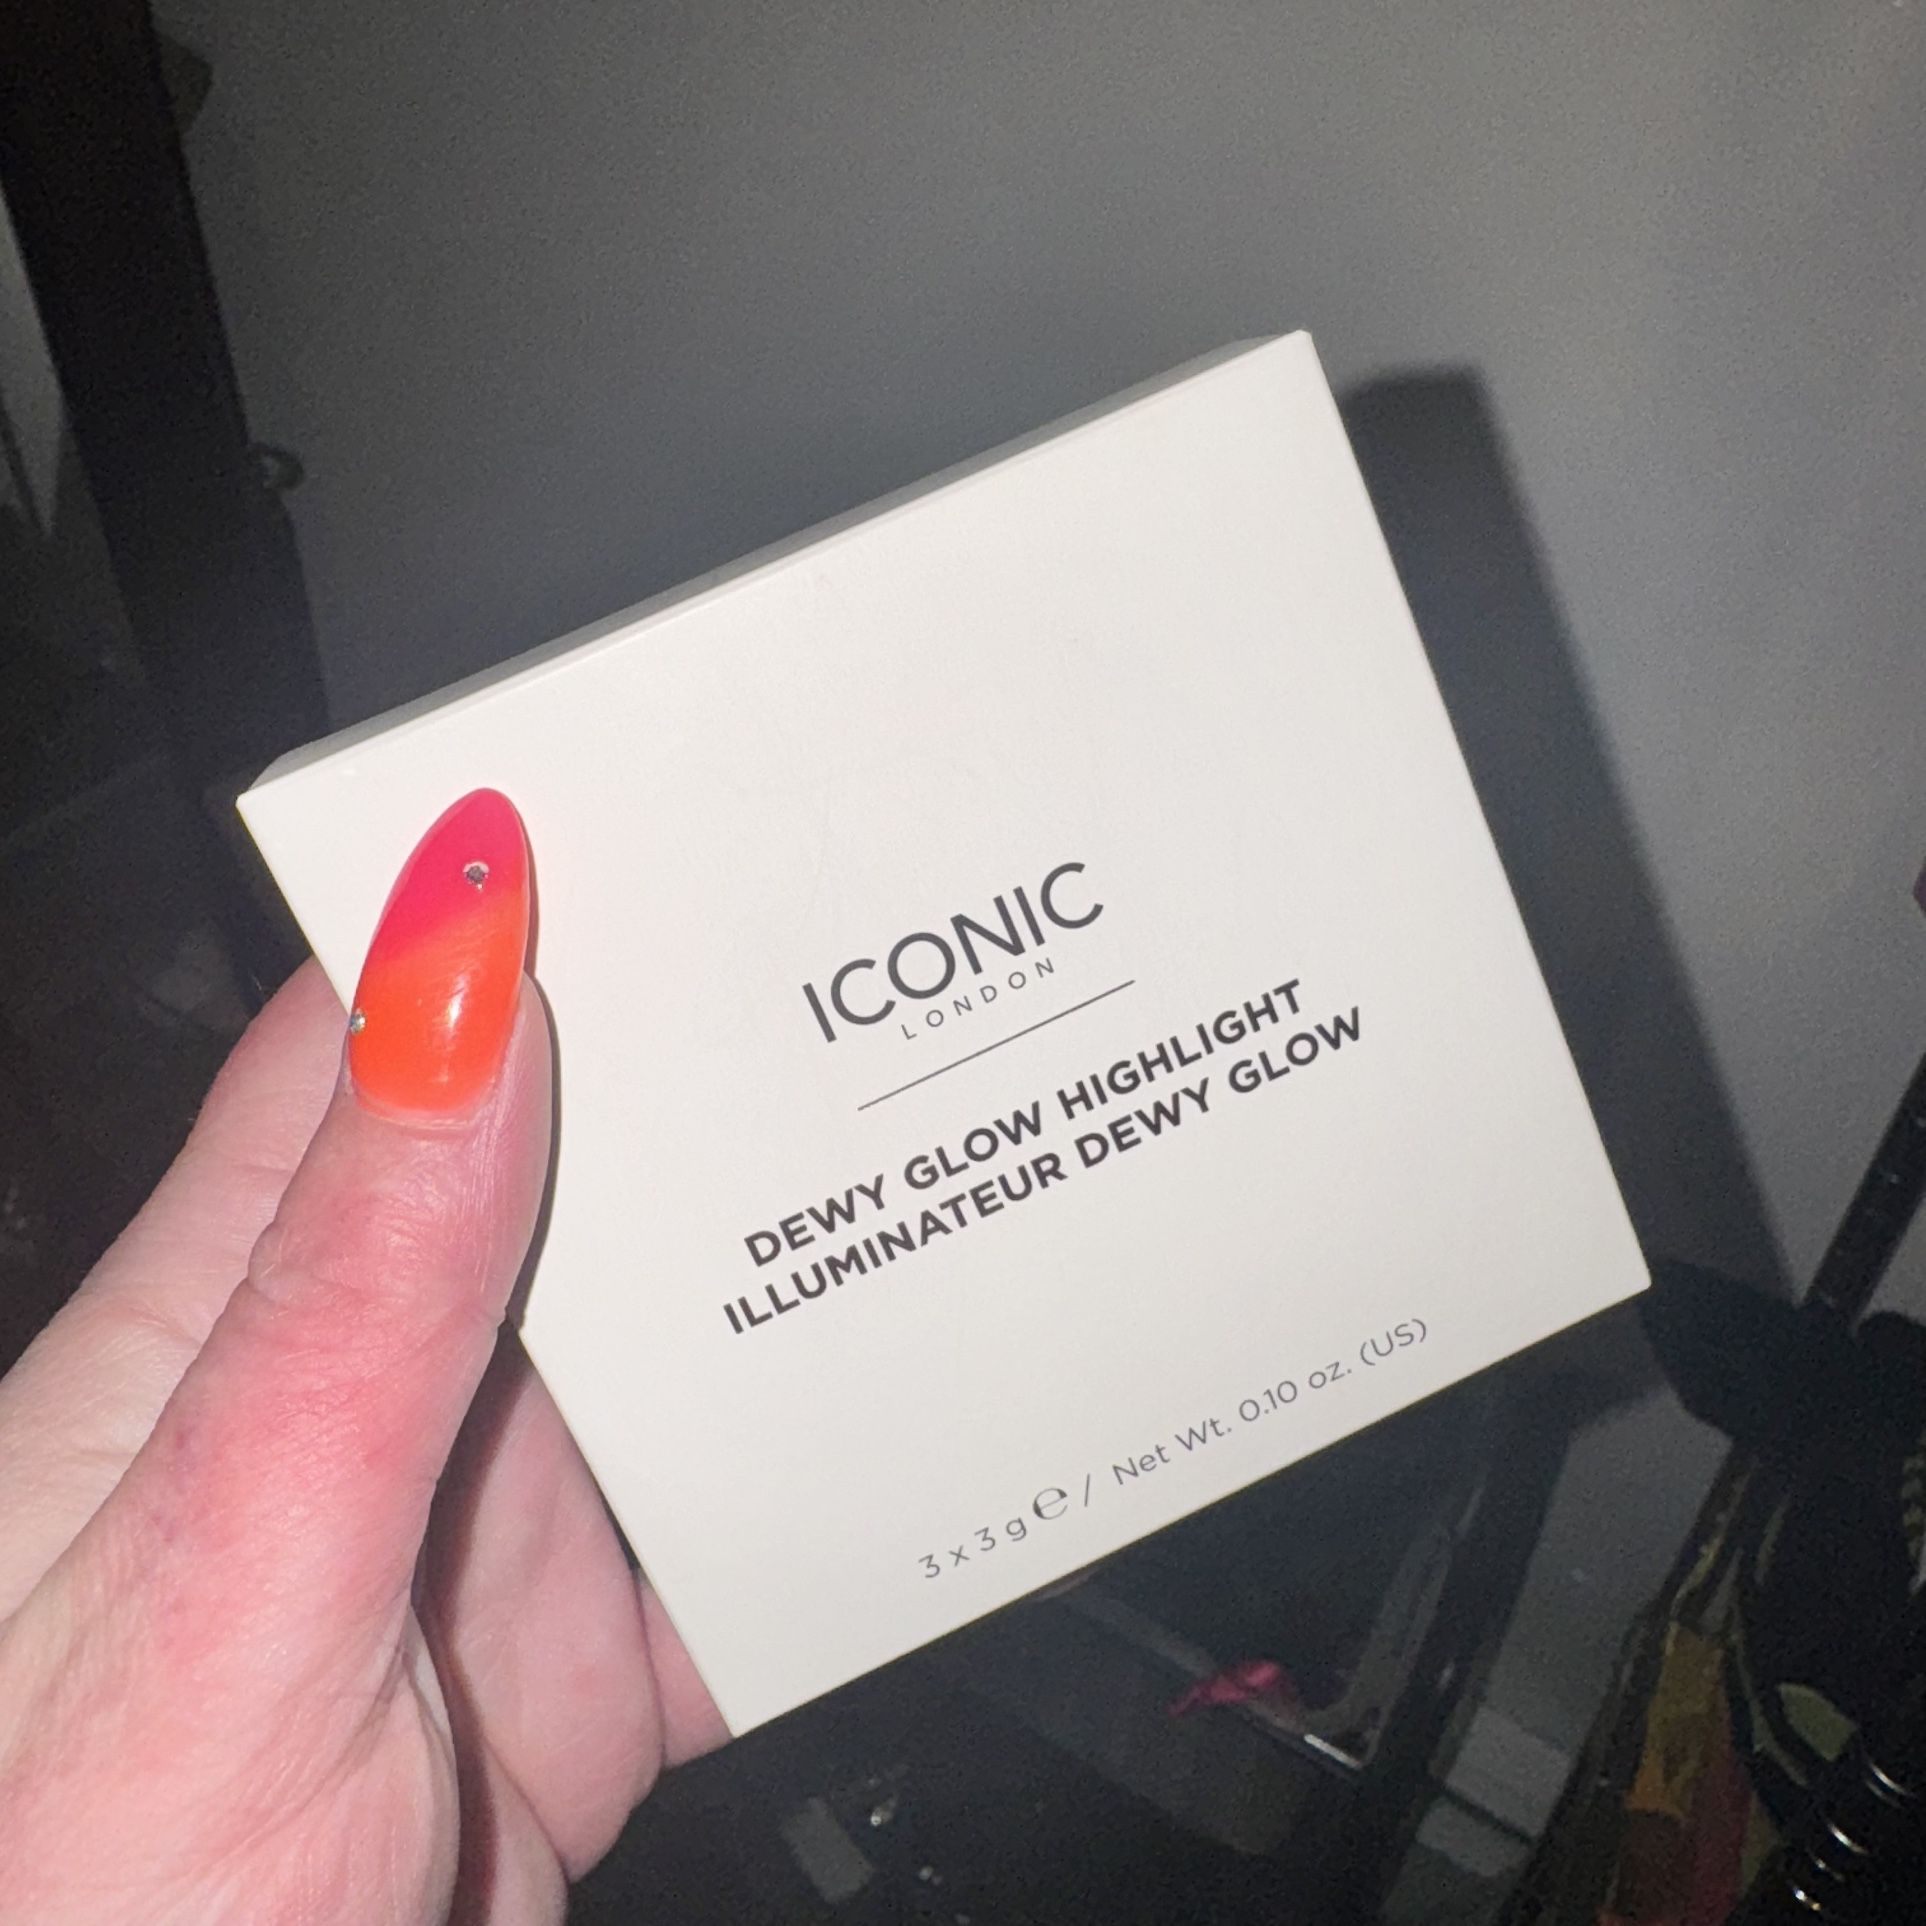 ICONIC
LONDON
DEWY GLOW HIGHLIGHT
ILLUMINATEUR DEWY GLOW
3 x 3 g ℮ / Net Wt. 0.10 oz. (US)